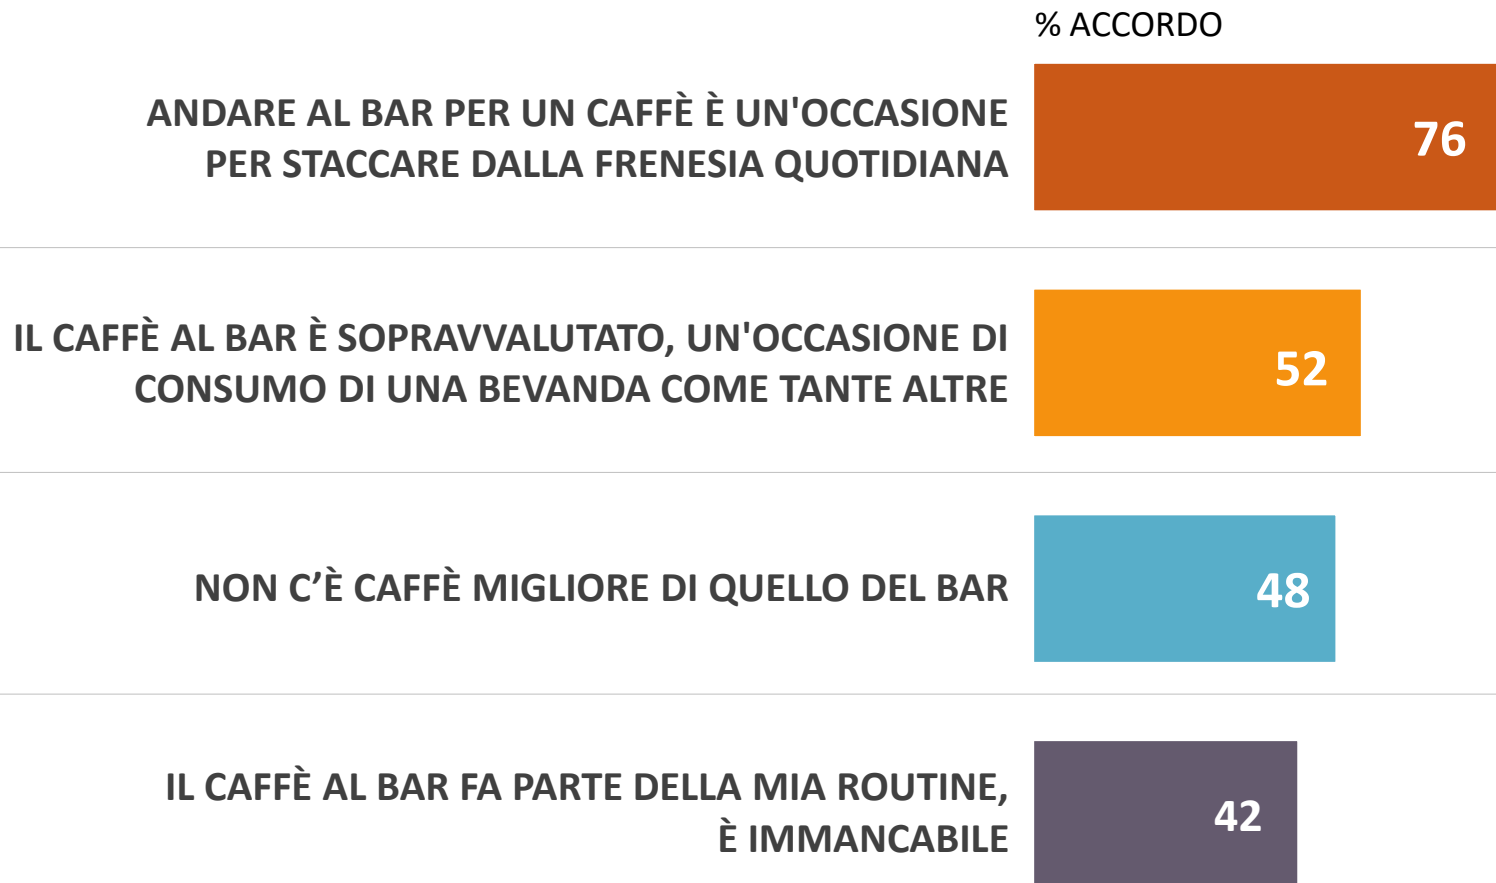 % ACCORDO
ANDARE AL BAR PER UN CAFFÈ È UN'OCCASIONE
PER STACCARE DALLA FRENESIA QUOTIDIANA
76
IL CAFFÈ AL BAR È SOPRAVVALUTATO, UN'OCCASIONE DI
CONSUMO DI UNA BEVANDA COME TANTE ALTRE
52
NON C’È CAFFÈ MIGLIORE DI QUELLO DEL BAR
48
IL CAFFÈ AL BAR FA PARTE DELLA MIA ROUTINE,
È IMMANCABILE
42